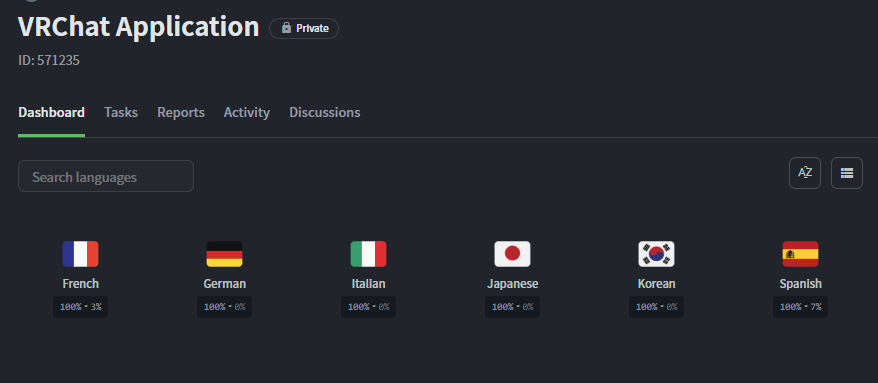 VRChat Application Private
ID: 571235
Dashboard Tasks Reports Activity Discussions
Search languages
AZ
French German Italian Japanese Korean Spanish
100% • 3% 100% • 0% 100% • 0% 100% • 0% 100% • 0% 100% • 7%